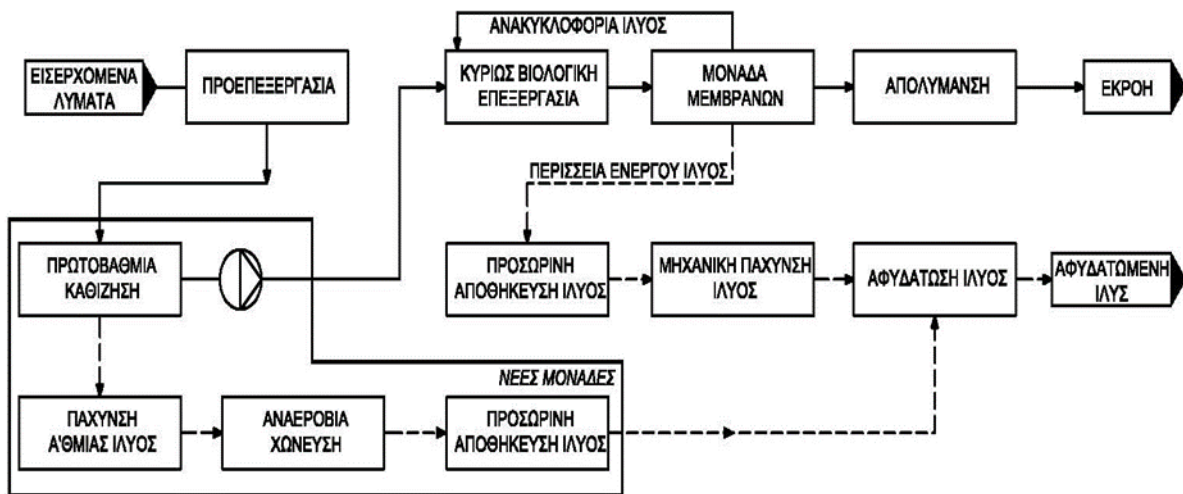 ΑΝΑΚΥΚΛΟΦΟΡΙΑ ΙΛΥΟΣ
ΕΙΣΕΡΧΟΜΕΝΑ
ΛΥΜΑΤΑ
ΠΡΟΕΠΕΞΕΡΓΑΣΙΑ
ΚΥΡΙΩΣ ΒΙΟΛΟΓΙΚΗ
ΕΠΕΞΕΡΓΑΣΙΑ
ΜΟΝΑΔΑ
ΜΕΜΒΡΑΝΩΝ
ΑΠΟΛΥΜΑΝΣΗ
ΕΚΡΟΗ
ΠΕΡΙΣΣΕΙΑ ΕΝΕΡΓΟΥ ΙΛΥΟΣ
ΠΡΩΤΟΒΑΘΜΙΑ
ΚΑΘΙΖΗΣΗ
ΠΡΟΣΩΡΙΝΗ
ΑΠΟΘΗΚΕΥΣΗ ΙΛΥΟΣ
ΜΗΧΑΝΙΚΗ ΠΑΧΥΝΣΗ
ΙΛΥΟΣ
ΑΦΥΔΑΤΩΣΗ ΙΛΥΟΣ
ΑΦΥΔΑΤΩΜΕΝΗ
ΙΛΥΣ
ΝΕΕΣ ΜΟΝΑΔΕΣ
ΠΑΧΥΝΣΗ
Α'ΘΜΙΑΣ ΙΛΥΟΣ
ΑΝΑΕΡΟΒΙΑ
ΧΩΝΕΥΣΗ
ΠΡΟΣΩΡΙΝΗ
ΑΠΟΘΗΚΕΥΣΗ ΙΛΥΟΣ